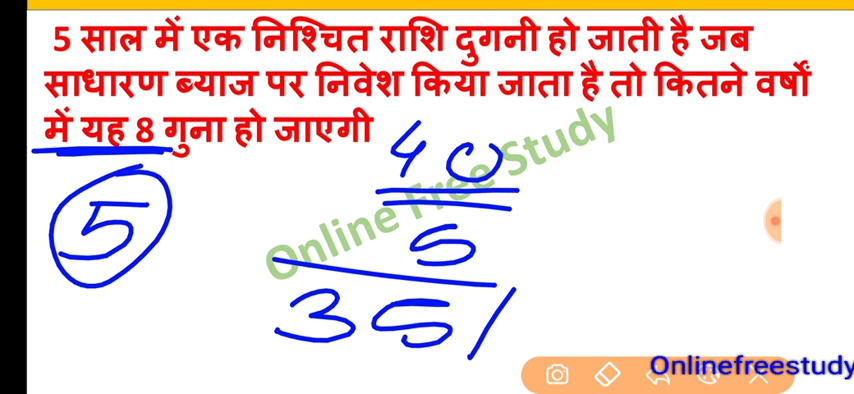 5 साल में एक निश्चित राशि दुगनी हो जाती है जब
साधारण ब्याज पर निवेश किया जाता है तो कितने वर्षों
में यह 8 गुना हो जाएगी
40
5
5
35/
Online Free Study
Onlinefreestudy